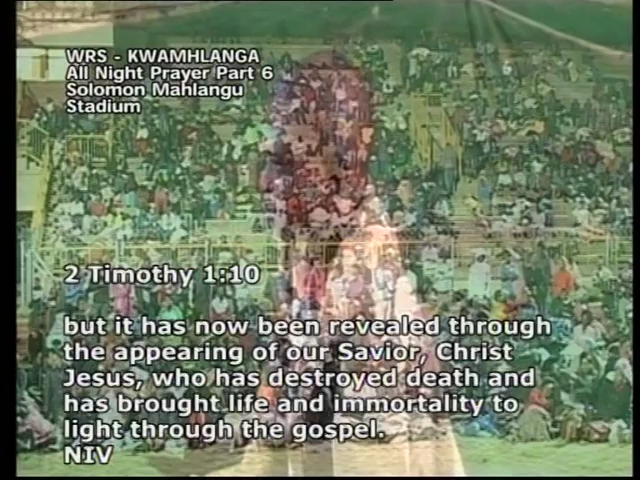 WRS - KWAMHLANGA
All Night Prayer Part 6
Solomon Mahlangu
Stadium
2 Timothy 1:10
but it has now been revealed through
the appearing of our Savior, Christ
Jesus, who has destroyed death and
has brought life and immortality to
light through the gospel.
NIV